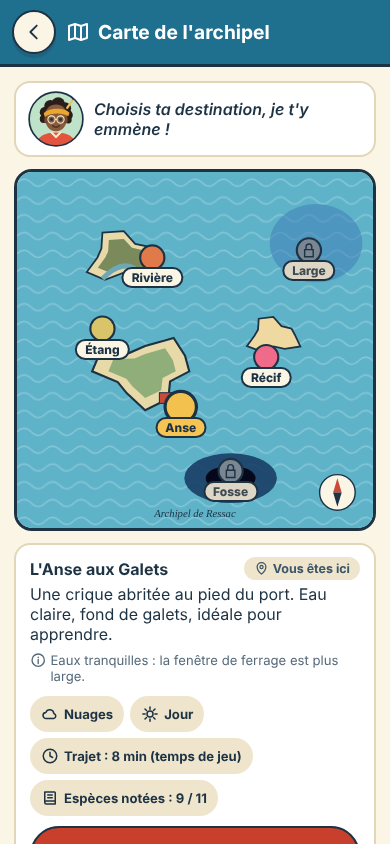 Carte de l'archipel
Choisis ta destination, je t'y
emmène !
Rivière
Large
Étang
Récif
Anse
Fosse
Archipel de Ressac
L'Anse aux Galets
Vous êtes ici
Une crique abritée au pied du port. Eau
claire, fond de galets, idéale pour
apprendre.
Eaux tranquilles : la fenêtre de ferrage est plus
large.
Nuages
Jour
Trajet : 8 min (temps de jeu)
Espèces notées : 9 / 11